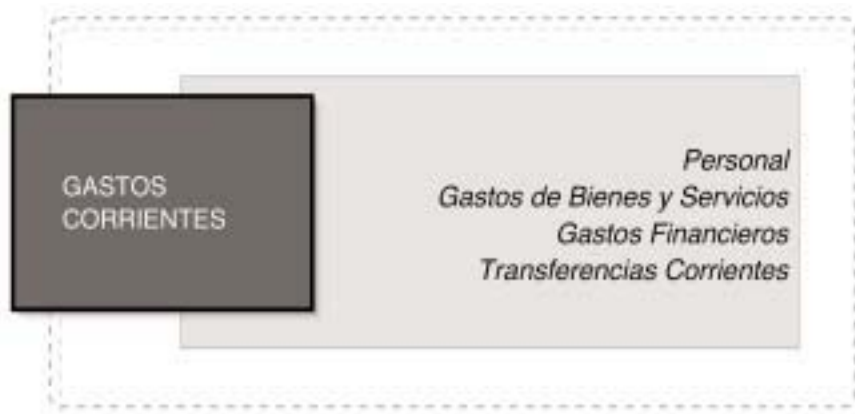 GASTOS
CORRIENTES
Personal
Gastos de Bienes y Servicios
Gastos Financieros
Transferencias Corrientes